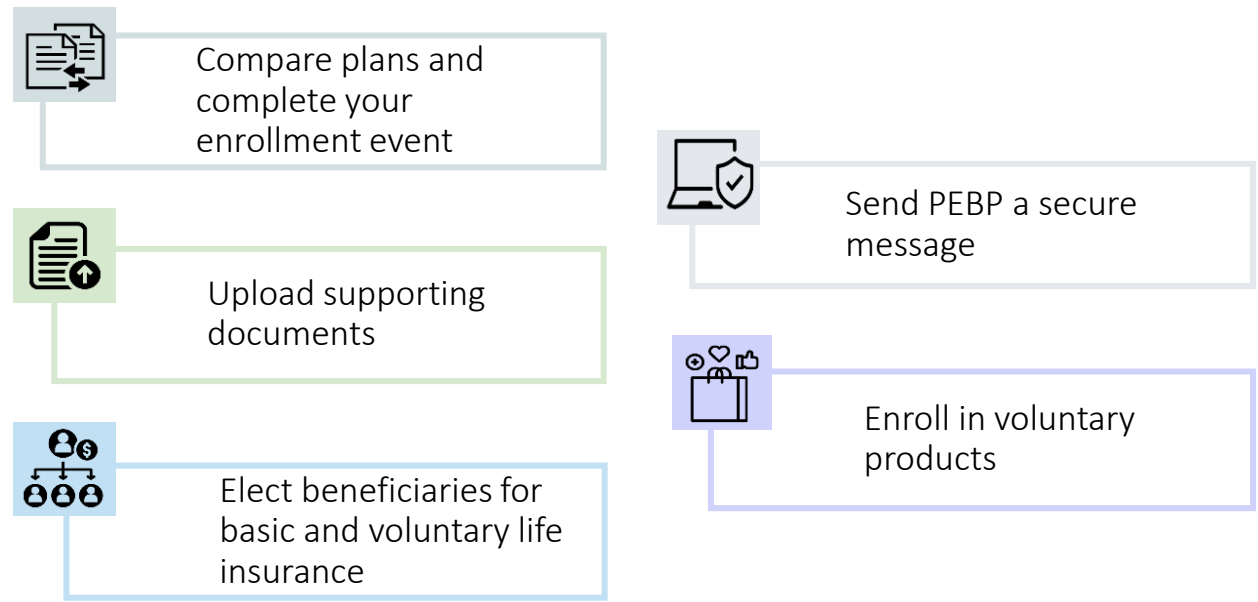 Compare plans and
complete your
enrollment event
Upload supporting
documents
Elect beneficiaries for
basic and voluntary life
insurance
Send PEBP a secure
message
Enroll in voluntary
products